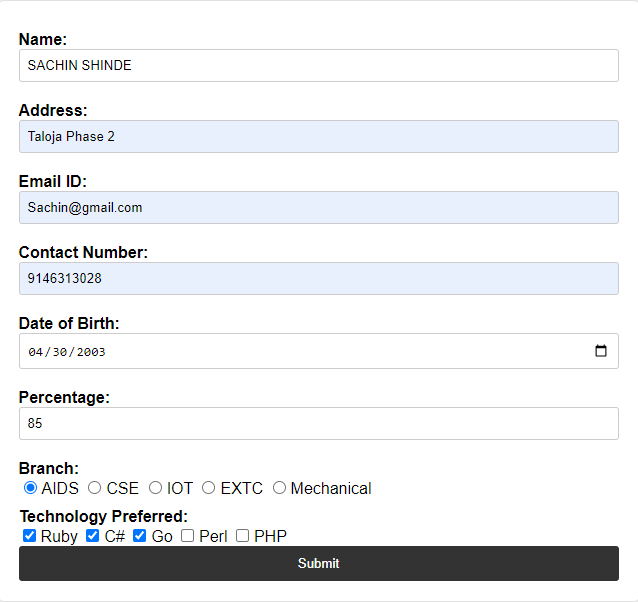 Name:
SACHIN SHINDE
Address:
Taloja Phase 2
Email ID:
Sachin@gmail.com
Contact Number:
9146313028
Date of Birth:
04/30/2003
Percentage:
85
Branch:
AIDS CSE IOT EXTC Mechanical
Technology Preferred:
Ruby C# Go Perl PHP
Submit